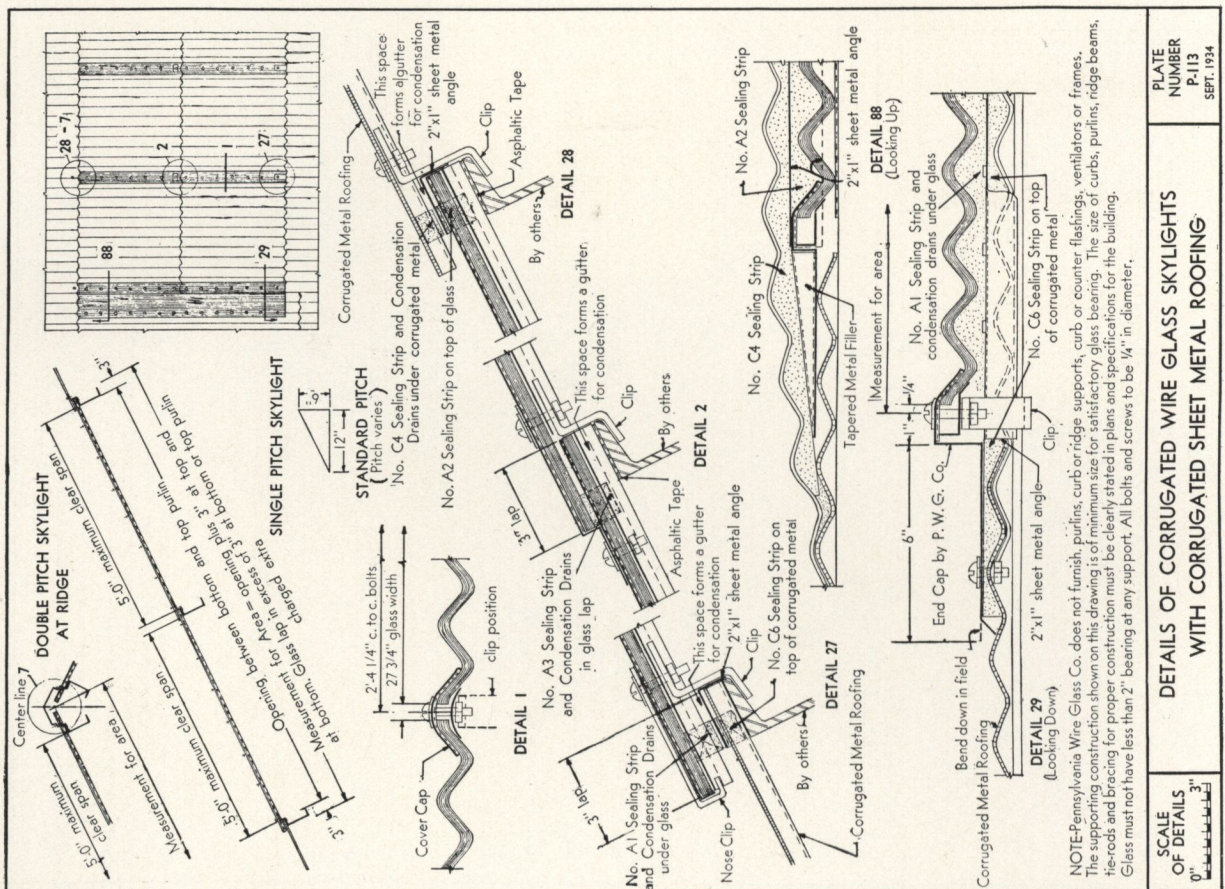 DOUBLE PITCH SKYLIGHT
AT RIDGE
Center line
7
5'-0" maximum
clear span
Measurement for area
5'-0" maximum clear span
5'-0" maximum clear span
3"
3"
Opening between bottom and top purlin
Measurement for Area = opening plus 3" at top and
at bottom. Glass lap in excess of 3" at bottom or top purlin
charged extra
SINGLE PITCH SKYLIGHT
12"
STANDARD PITCH
(Pitch varies)
88
28 - 7
2
1
27
29
2'-4 1/4" c. to c. bolts
27 3/4" glass width
Cover Cap
clip position
DETAIL 1
Corrugated Metal Roofing
This space
forms a gutter
for condensation
2"x1" sheet metal
angle
Clip
Asphaltic Tape
By others
DETAIL 28
No. C4 Sealing Strip and Condensation
Drains under corrugated metal
No. A2 Sealing Strip on top of glass
This space forms a gutter
for condensation
Clip
By others
DETAIL 2
3" lap
Asphaltic Tape
No. A3 Sealing Strip
and Condensation Drains
in glass lap
This space forms a gutter
for condensation
2"x1" sheet metal angle
Clip
No. C6 Sealing Strip on
top of corrugated metal
DETAIL 27
By others
Corrugated Metal Roofing
3" lap
No. A1 Sealing Strip
and Condensation Drains
under glass
Nose Clip
No. C4 Sealing Strip
No. A2 Sealing Strip
Tapered Metal Filler
2"x1" sheet metal angle
DETAIL 88
(Looking Up)
Measurement for area
1"
1/4"
No. A1 Sealing Strip and
condensation drains under glass
6"
End Cap by P. W. G. Co.
Clip
No. C6 Sealing Strip on top
of corrugated metal
2"x1" sheet metal angle
Bend down in field
Corrugated Metal Roofing
DETAIL 29
(Looking Down)
NOTE-Pennsylvania Wire Glass Co. does not furnish, purlins, curb or ridge supports, curb or counter flashings, ventilators or frames.
The supporting construction shown on this drawing is of minimum size for satisfactory glass bearing. The size of curbs, purlins, ridge beams,
tie-rods and bracing for proper construction must be clearly stated in plans and specifications for the building.
Glass must not have less than 2" bearing at any support. All bolts and screws to be 1/4" in diameter.
SCALE
OF DETAILS
0" 3"
DETAILS OF CORRUGATED WIRE GLASS SKYLIGHTS
WITH CORRUGATED SHEET METAL ROOFING
PLATE
NUMBER
P-113
SEPT. 1934